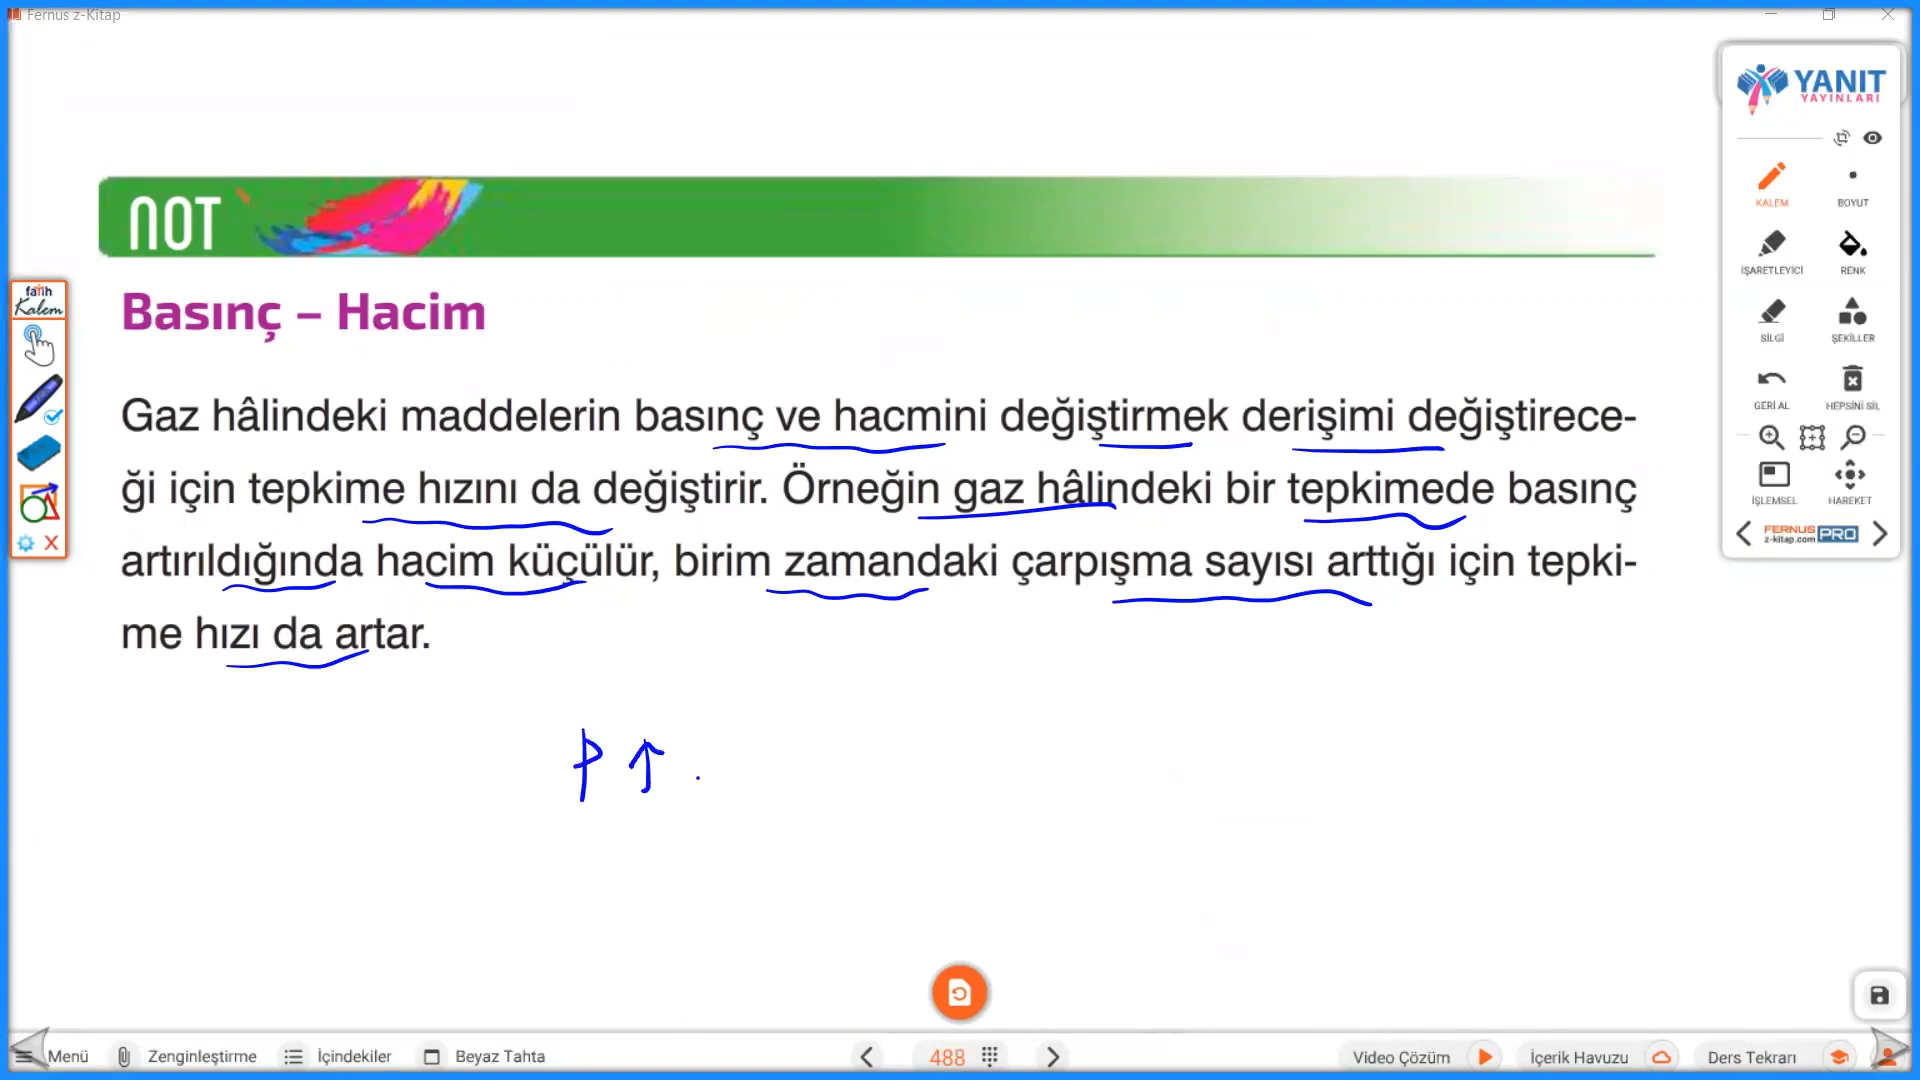 Fernus z-Kitap
YANIT
YAYINLARI
NOT
Basınç – Hacim
Gaz hâlindeki maddelerin basınç ve hacmini değiştirmek derişimi değiştirece-
ği için tepkime hızını da değiştirir. Örneğin gaz hâlindeki bir tepkimede basınç
artırıldığında hacim küçülür, birim zamandaki çarpışma sayısı arttığı için tepki-
me hızı da artar.
P ↑ .
fatih
Kalem
KALEM
BOYUT
İŞARETLEYİCİ
RENK
SİLGİ
ŞEKİLLER
GERİ AL
HEPSİNİ SİL
İŞLEMSEL
HAREKET
FERNUS
z-kitap.com PRO
Menü
Zenginleştirme
İçindekiler
Beyaz Tahta
488
Video Çözüm
İçerik Havuzu
Ders Tekrarı